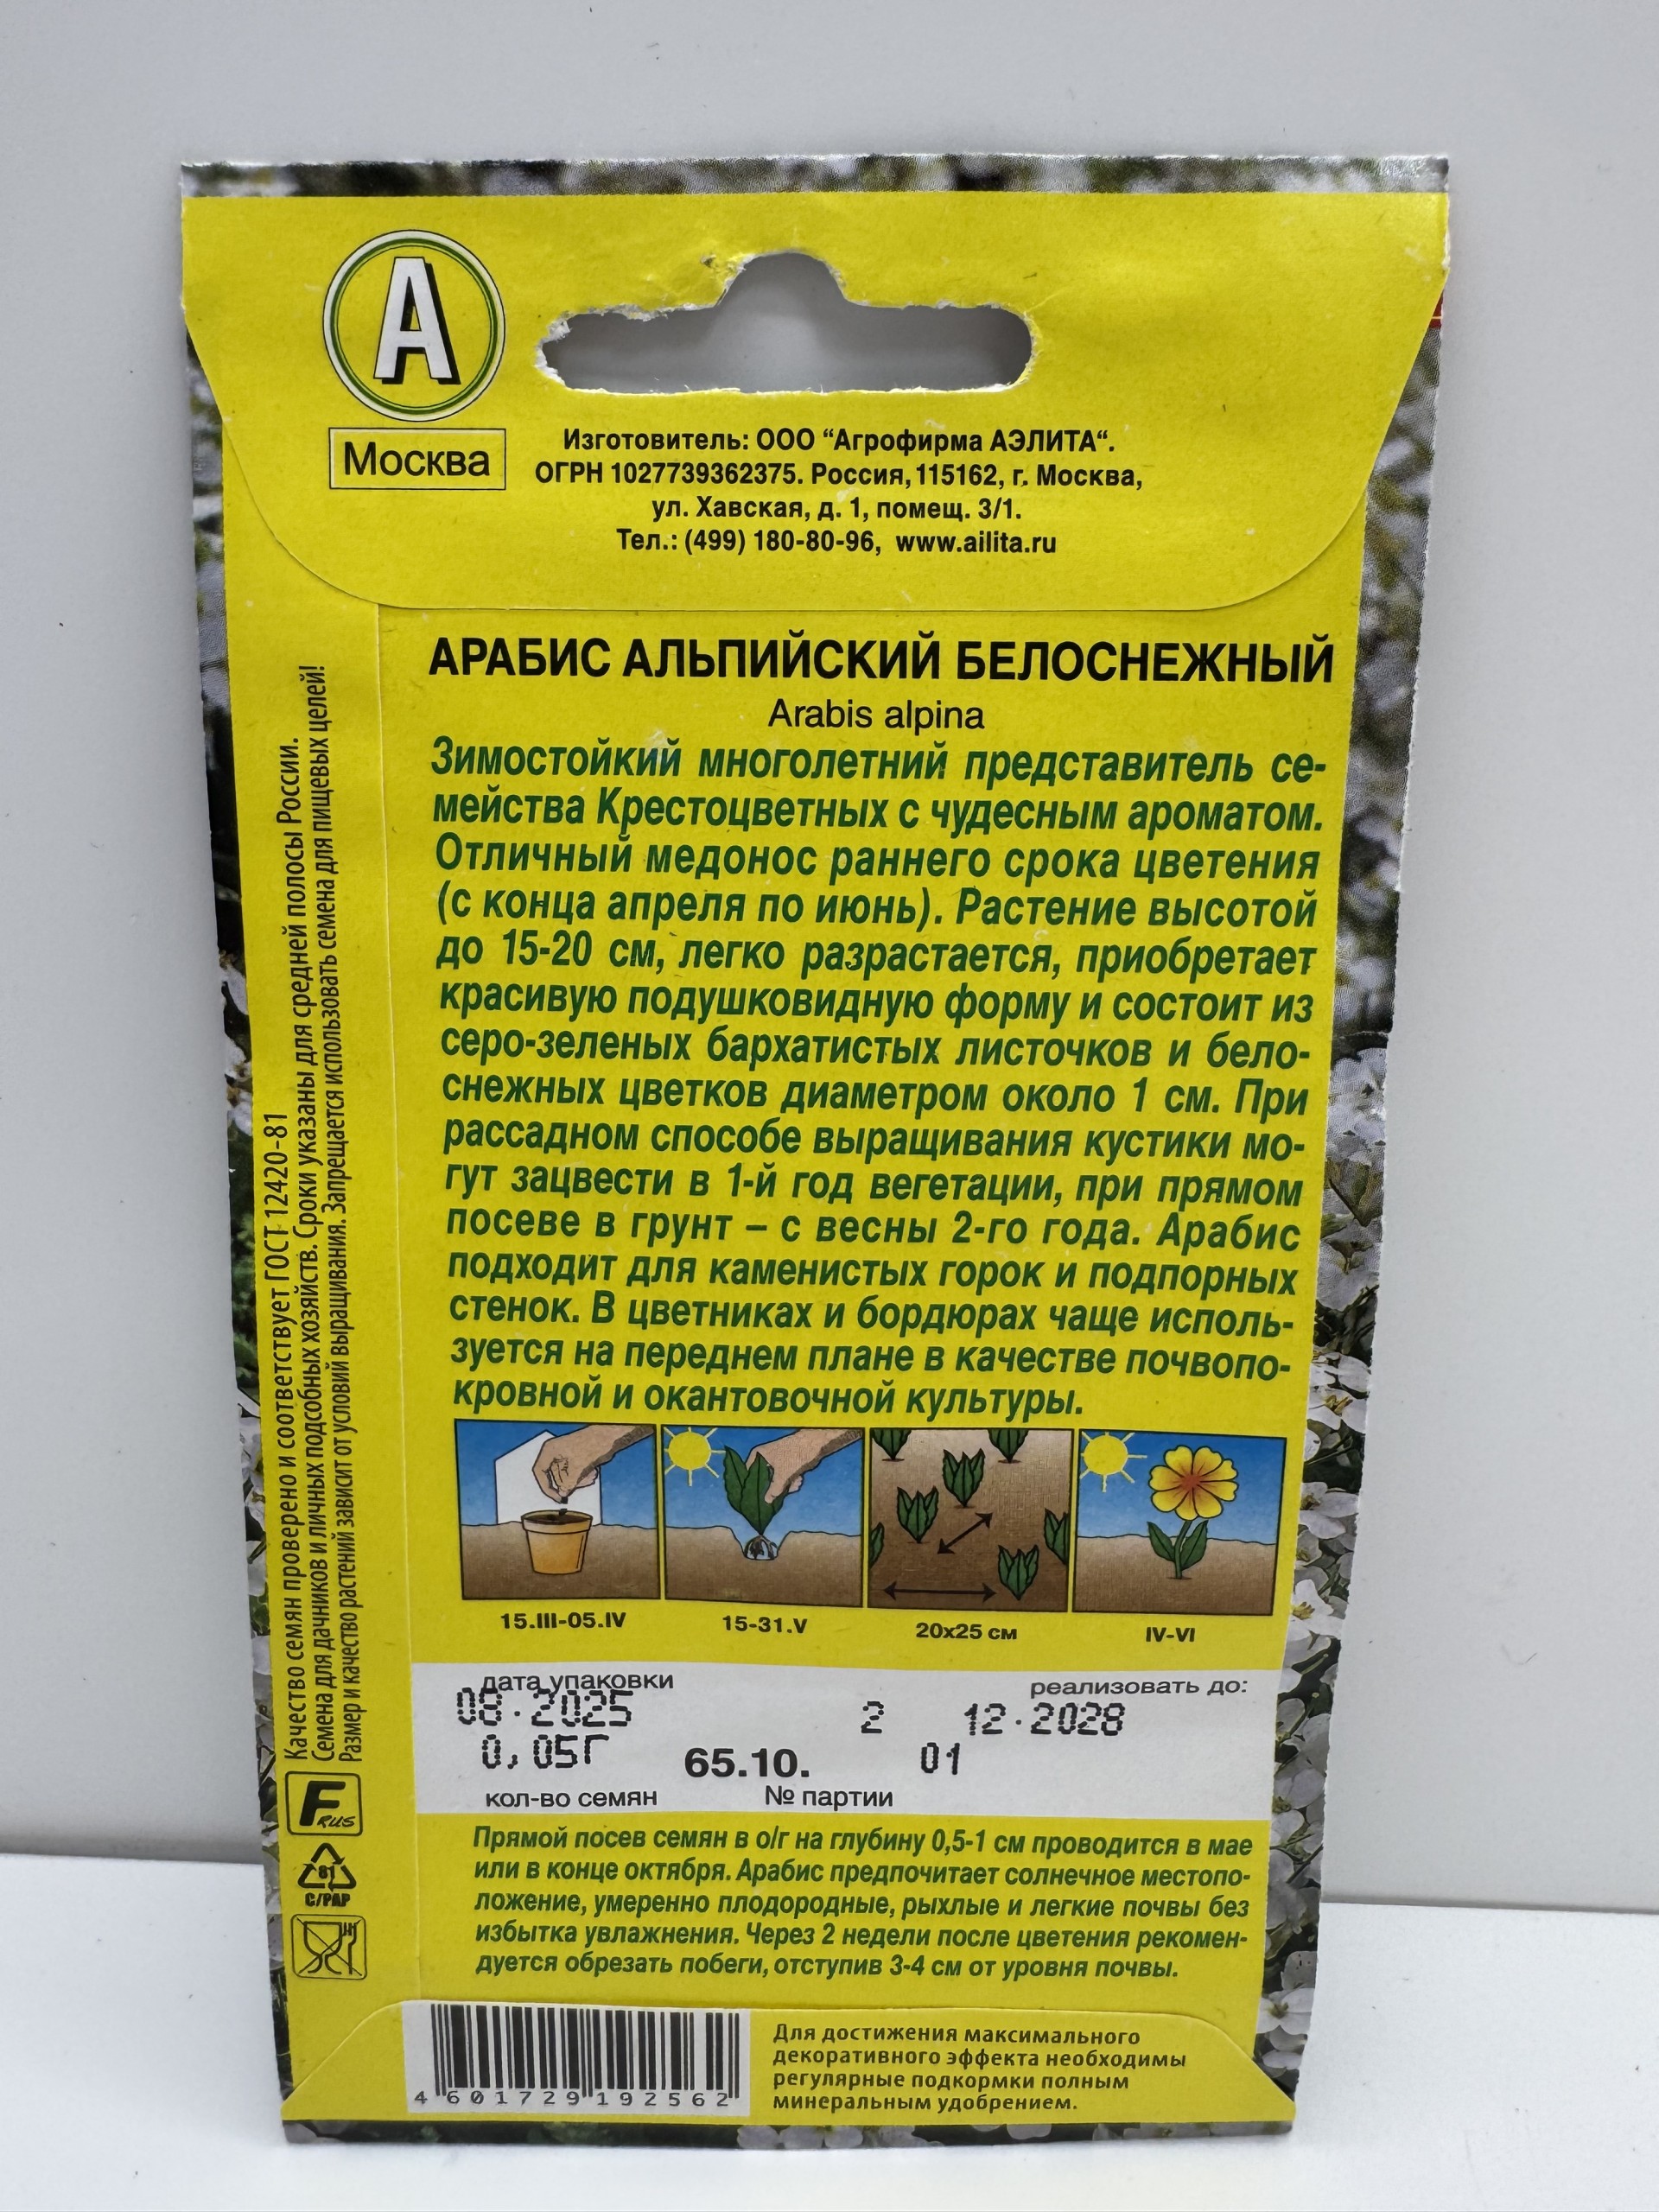 А
Москва
Изготовитель: ООО “Агрофирма АЭЛИТА“.
ОГРН 1027739362375. Россия, 115162, г. Москва,
ул. Хавская, д. 1, помещ. 3/1.
Тел.: (499) 180-80-96, www.ailita.ru
АРАБИС АЛЬПИЙСКИЙ БЕЛОСНЕЖНЫЙ
Arabis alpina
Зимостойкий многолетний представитель се-
мейства Крестоцветных с чудесным ароматом.
Отличный медонос раннего срока цветения
(с конца апреля по июнь). Растение высотой
до 15-20 см, легко разрастается, приобретает
красивую подушковидную форму и состоит из
серо-зеленых бархатистых листочков и бело-
снежных цветков диаметром около 1 см. При
рассадном способе выращивания кустики мо-
гут зацвести в 1-й год вегетации, при прямом
посеве в грунт – с весны 2-го года. Арабис
подходит для каменистых горок и подпорных
стенок. В цветниках и бордюрах чаще исполь-
зуется на переднем плане в качестве почвопо-
кровной и окантовочной культуры.
15.III-05.IV 15-31.V 20x25 см IV-VI
дата упаковки реализовать до:
08.2025 2 12.2028
0,05Г 65.10. 01
кол-во семян № партии
Прямой посев семян в о/г на глубину 0,5-1 см проводится в мае
или в конце октября. Арабис предпочитает солнечное местопо-
ложение, умеренно плодородные, рыхлые и легкие почвы без
избытка увлажнения. Через 2 недели после цветения рекомен-
дуется обрезать побеги, отступив 3-4 см от уровня почвы.
4 601729 192562
Для достижения максимального
декоративного эффекта необходимы
регулярные подкормки полным
минеральным удобрением.
Качество семян проверено и соответствует ГОСТ 12420-81
Семена для дачников и личных подсобных хозяйств. Сроки указаны для средней полосы России.
Размер и качество растений зависит от условий выращивания. Запрещается использовать семена для пищевых целей!
F RUS
81
C/PAP